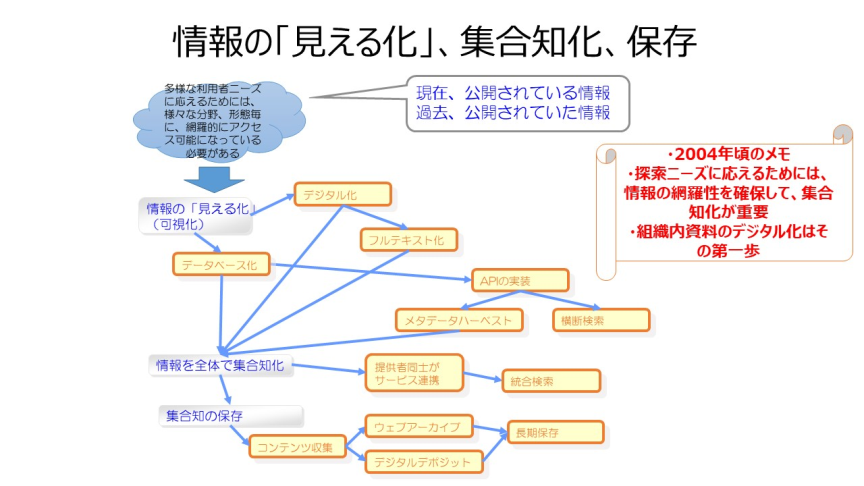 情報の「見える化」、集合知化、保存
多様な利用者ニーズ
に応えるためには、
様々な分野、形態毎
に、網羅的にアクセ
ス可能になっている
必要がある
現在、公開されている情報
過去、公開されていた情報
・2004年頃のメモ
・探索ニーズに応えるためには、
情報の網羅性を確保して、集合
知化が重要
・組織内資料のデジタル化はそ
の第一歩
情報の「見える化」
（可視化）
デジタル化
フルテキスト化
データベース化
APIの実装
メタデータハーベスト
横断検索
情報を全体で集合知化
提供者同士が
サービス連携
統合検索
集合知の保存
コンテンツ収集
ウェブアーカイブ
デジタルデポジット
長期保存